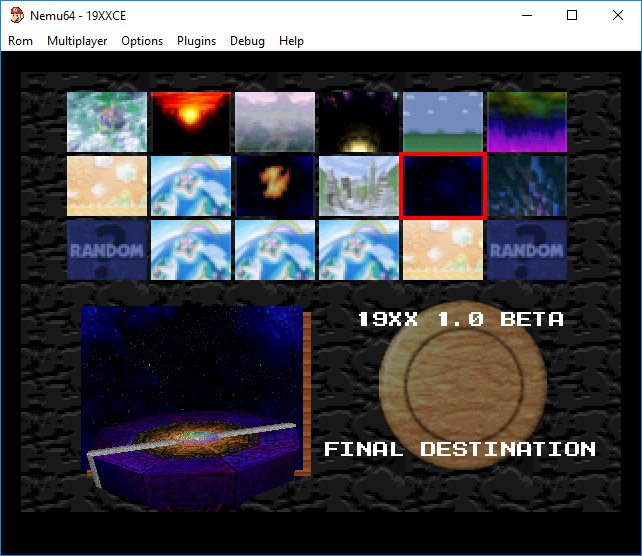 Nemu64 - 19XXCE
Rom Multiplayer Options Plugins Debug Help
RANDOM RANDOM
19XX 1.0 BETA
FINAL DESTINATION